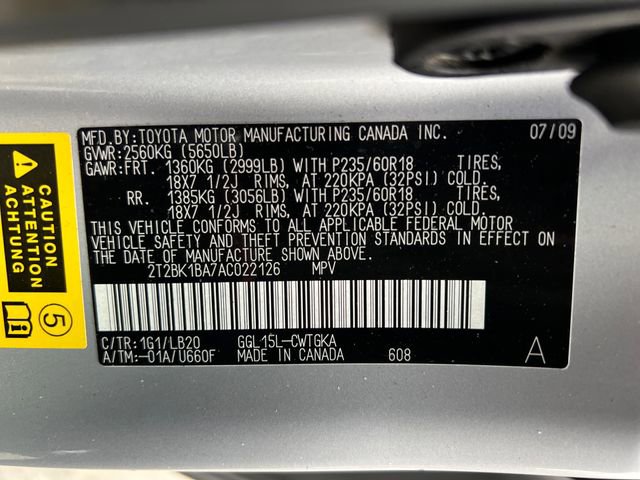 MFD. BY: TOYOTA MOTOR MANUFACTURING CANADA INC. 07/09
GVWR: 2560KG (5650LB)
GAWR: FRT. 1360KG (2999LB) WITH P235/60R18 TIRES,
18X7 1/2J RIMS, AT 220KPA (32PSI) COLD.
RR. 1385KG (3056LB) WITH P235/60R18 TIRES,
18X7 1/2J RIMS, AT 220KPA (32PSI) COLD.
THIS VEHICLE CONFORMS TO ALL APPLICABLE FEDERAL MOTOR
VEHICLE SAFETY AND THEFT PREVENTION STANDARDS IN EFFECT ON
THE DATE OF MANUFACTURE SHOWN ABOVE.
2T2BK1BA7AC022126 MPV
C/TR: 1G1/LB20 GGL15L-CWTGKA
A/TM: -01A/U660F MADE IN CANADA 608 A
CAUTION
ATTENTION
ACHTUNG
5